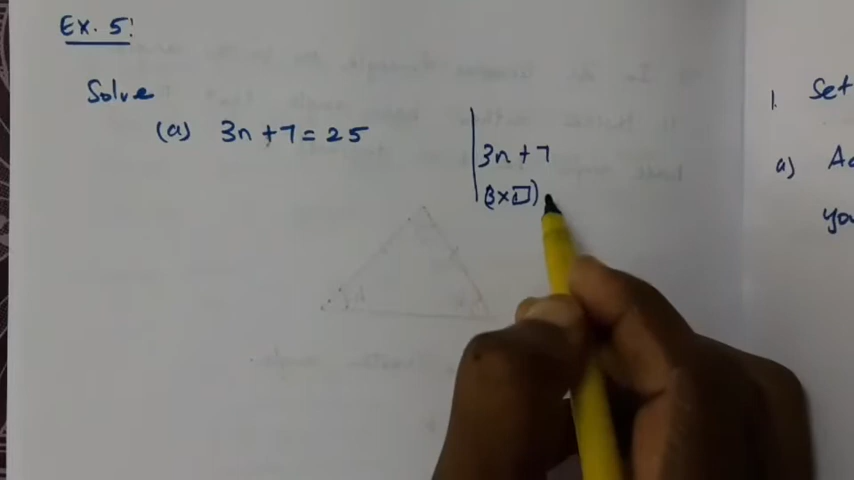 Ex. 5!
Solve
(a) 3n + 7 = 25
3n + 7
(3×□)
1. Set
a) A
yo